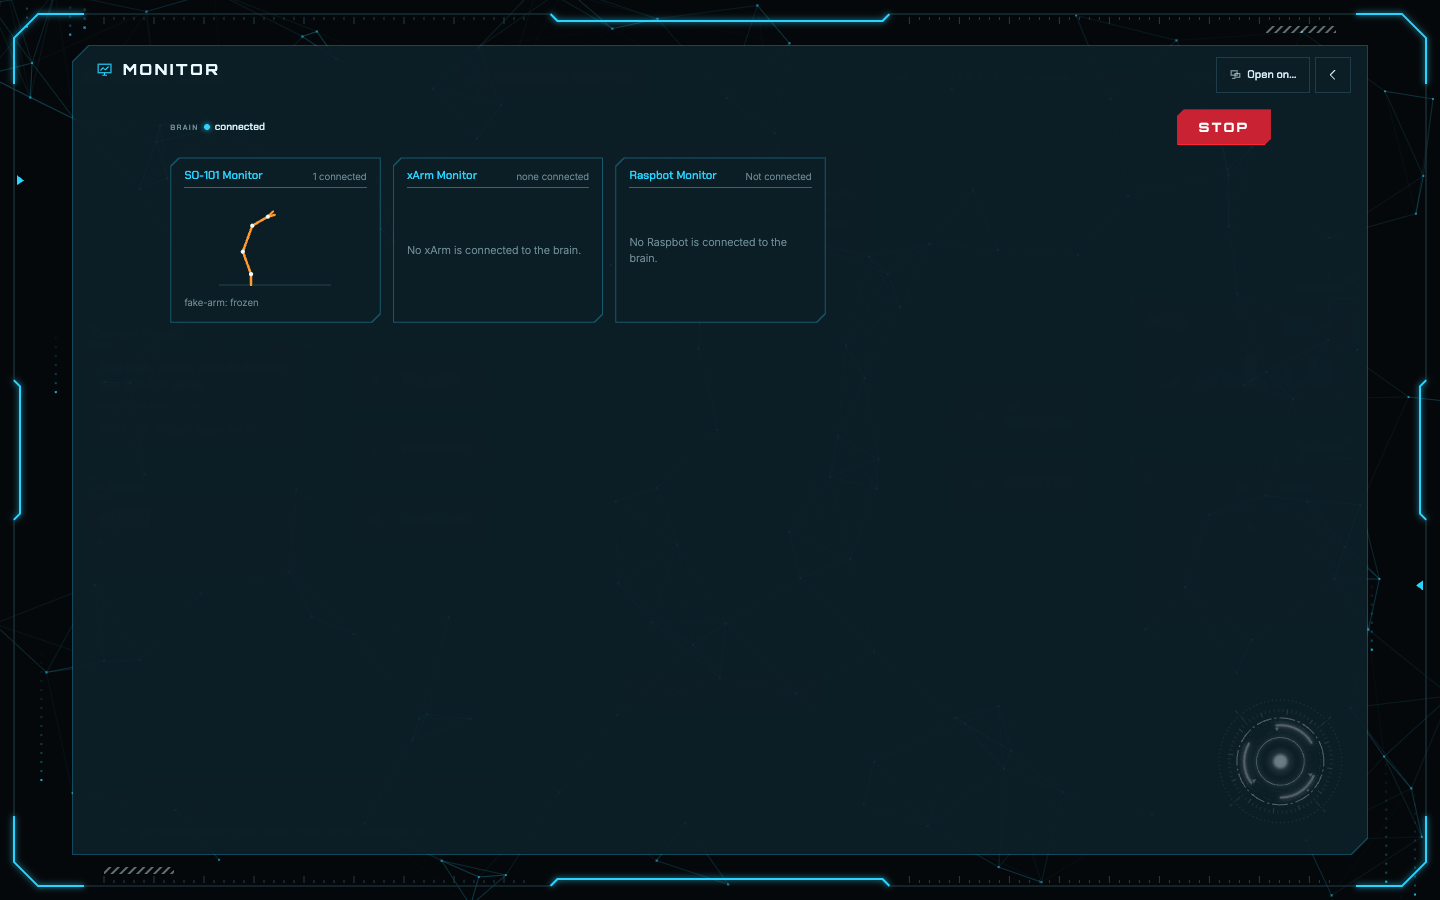 MONITOR
Open on...
BRAIN connected
STOP
SO-101 Monitor
1 connected
fake-arm: frozen
xArm Monitor
none connected
No xArm is connected to the brain.
Raspbot Monitor
Not connected
No Raspbot is connected to the
brain.